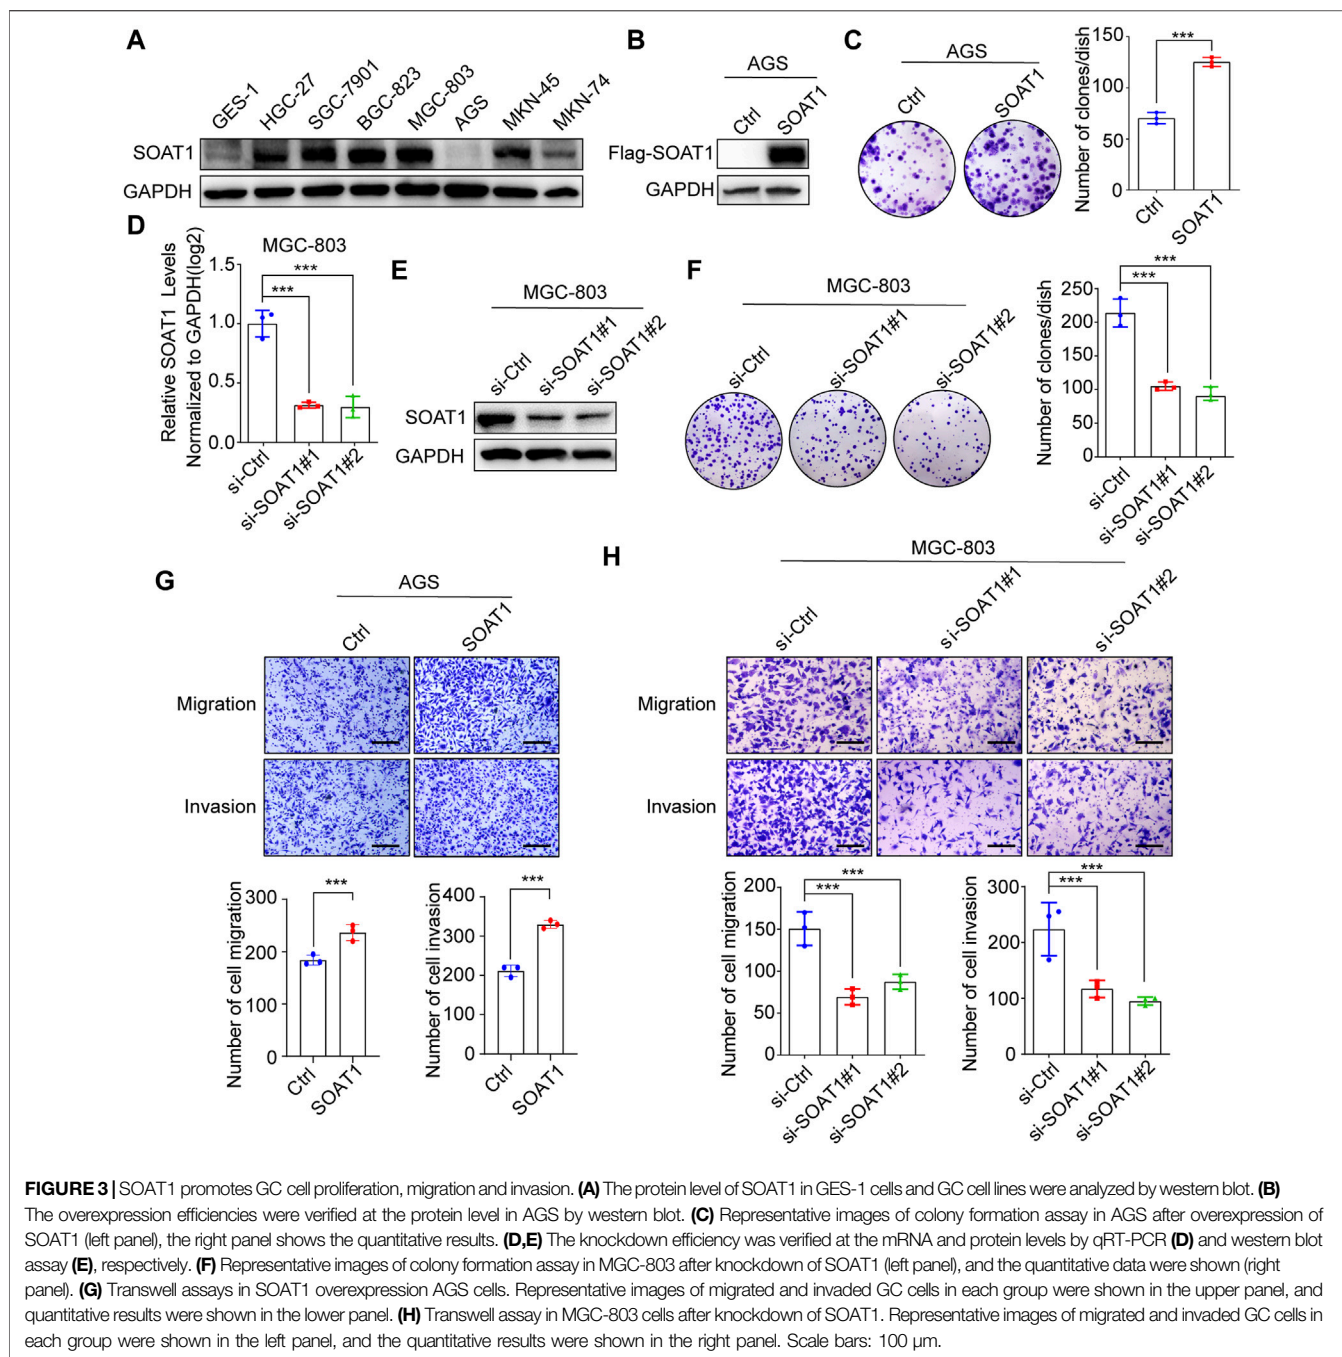 A
GES-1
HGC-27
SGC-7901
BGC-823
MGC-803
AGS
MKN-45
MKN-74
SOAT1
GAPDH
B
AGS
Ctrl
SOAT1
Flag-SOAT1
GAPDH
C
AGS
Ctrl
SOAT1
Number of clones/dish
150
100
50
0
***
Ctrl
SOAT1
D
MGC-803
Relative SOAT1 Levels
Normalized to GAPDH(log2)
1.5
1.0
0.5
0.0
***
***
si-Ctrl
si-SOAT1#1
si-SOAT1#2
E
MGC-803
si-Ctrl
si-SOAT1#1
si-SOAT1#2
SOAT1
GAPDH
F
MGC-803
si-Ctrl
si-SOAT1#1
si-SOAT1#2
Number of clones/dish
250
200
150
100
50
0
***
***
si-Ctrl
si-SOAT1#1
si-SOAT1#2
G
AGS
Ctrl
SOAT1
Migration
Invasion
Number of cell migration
300
200
100
0
***
Ctrl
SOAT1
Number of cell invasion
400
300
200
100
0
***
Ctrl
SOAT1
H
MGC-803
si-Ctrl
si-SOAT1#1
si-SOAT1#2
Migration
Invasion
Number of cell migration
150
100
50
0
***
***
si-Ctrl
si-SOAT1#1
si-SOAT1#2
Number of cell invasion
300
200
100
0
***
***
si-Ctrl
si-SOAT1#1
si-SOAT1#2
FIGURE 3 | SOAT1 promotes GC cell proliferation, migration and invasion. (A) The protein level of SOAT1 in GES-1 cells and GC cell lines were analyzed by western blot. (B)
The overexpression efficiencies were verified at the protein level in AGS by western blot. (C) Representative images of colony formation assay in AGS after overexpression of
SOAT1 (left panel), the right panel shows the quantitative results. (D,E) The knockdown efficiency was verified at the mRNA and protein levels by qRT-PCR (D) and western blot
assay (E), respectively. (F) Representative images of colony formation assay in MGC-803 after knockdown of SOAT1 (left panel), and the quantitative data were shown (right
panel). (G) Transwell assays in SOAT1 overexpression AGS cells. Representative images of migrated and invaded GC cells in each group were shown in the upper panel, and
quantitative results were shown in the lower panel. (H) Transwell assay in MGC-803 cells after knockdown of SOAT1. Representative images of migrated and invaded GC cells in
each group were shown in the left panel, and the quantitative results were shown in the right panel. Scale bars: 100 μm.